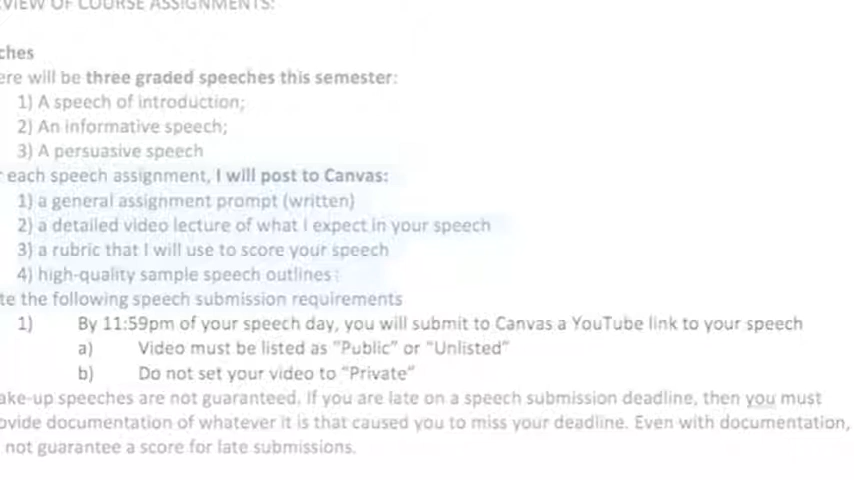 VIEW OF COURSE ASSIGNMENTS:
ches
ere will be three graded speeches this semester:
1) A speech of introduction;
2) An informative speech;
3) A persuasive speech
r each speech assignment, I will post to Canvas:
1) a general assignment prompt (written)
2) a detailed video lecture of what I expect in your speech
3) a rubric that I will use to score your speech
4) high-quality sample speech outlines
te the following speech submission requirements
1) By 11:59pm of your speech day, you will submit to Canvas a YouTube link to your speech
a) Video must be listed as "Public" or "Unlisted"
b) Do not set your video to "Private"
ake-up speeches are not guaranteed. If you are late on a speech submission deadline, then you must
ovide documentation of whatever it is that caused you to miss your deadline. Even with documentation,
not guarantee a score for late submissions.